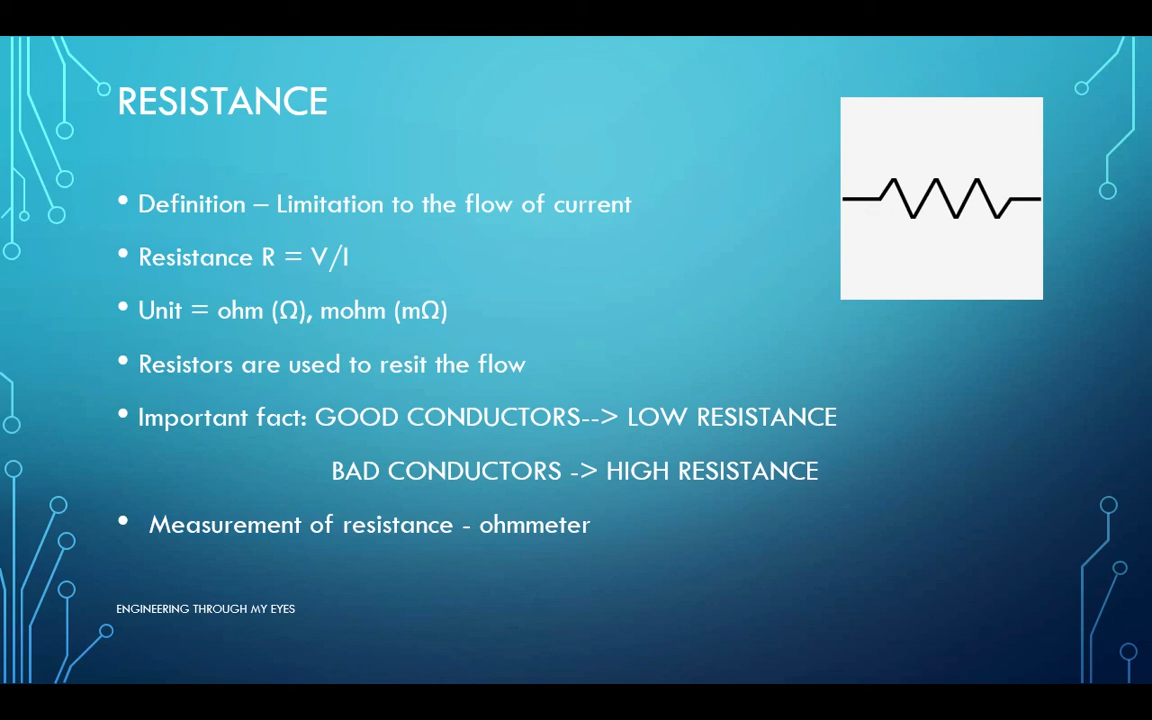 RESISTANCE
• Definition – Limitation to the flow of current
• Resistance R = V/I
• Unit = ohm (Ω), mohm (mΩ)
• Resistors are used to resit the flow
• Important fact: GOOD CONDUCTORS--> LOW RESISTANCE
BAD CONDUCTORS -> HIGH RESISTANCE
• Measurement of resistance - ohmmeter
ENGINEERING THROUGH MY EYES